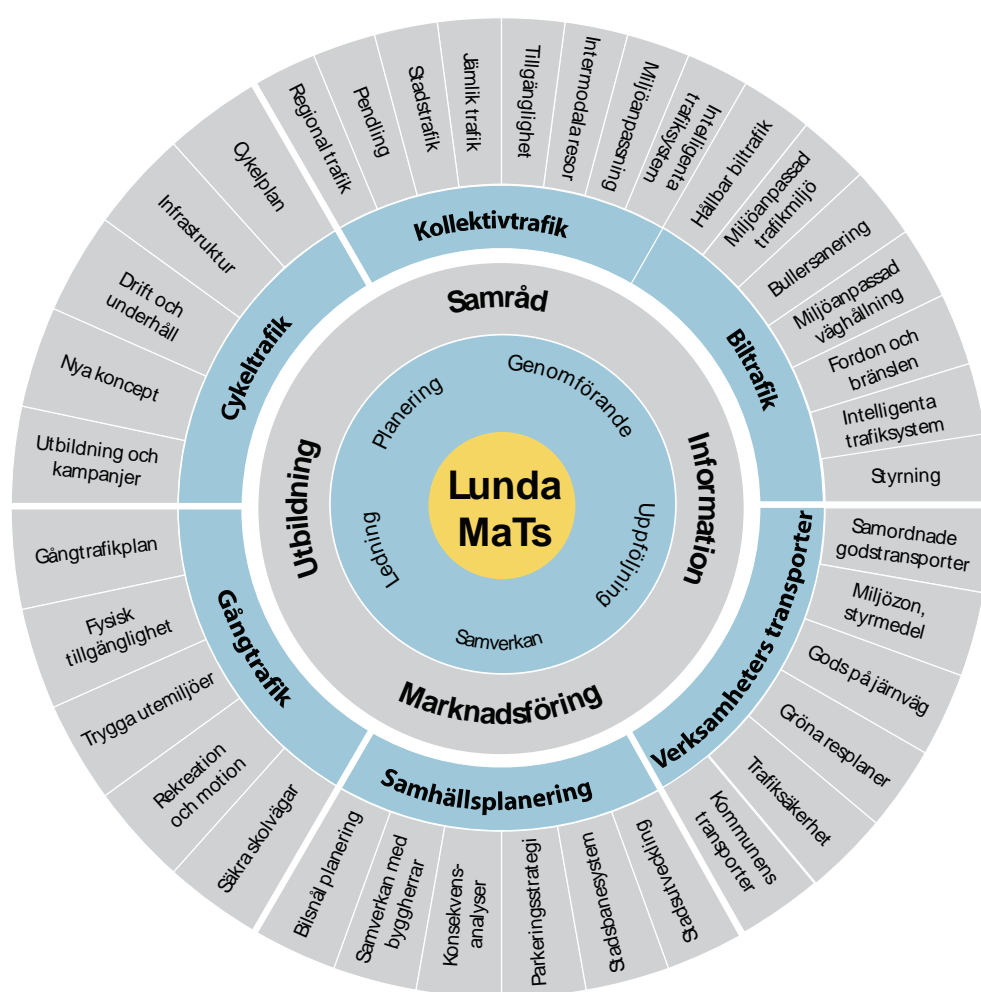 Lunda
MaTs
Planering
Genomförande
Uppföljning
Samverkan
Ledning
Samråd
Information
Marknadsföring
Utbildning
Kollektivtrafik
Regional trafik
Pendling
Stadstrafik
Jämlik trafik
Tillgänglighet
Intermodala resor
Miljöanpassning
Intelligenta
trafiksystem
Biltrafik
Hållbar biltrafik
Miljöanpassad
trafikmiljö
Bullersanering
Miljöanpassad
väghållning
Fordon och
bränslen
Intelligenta
trafiksystem
Styrning
Verksamheters transporter
Samordnade
godstransporter
Miljözon,
styrmedel
Gods på järnväg
Gröna resplaner
Trafiksäkerhet
Kommunens
transporter
Samhällsplanering
Stadsutveckling
Stadsbanesystem
Parkeringsstrategi
Konsekvens-
analyser
Samverkan med
byggherrar
Bilsnål planering
Gångtrafik
Säkra skolvägar
Rekreation
och motion
Trygga utemiljöer
Fysisk
tillgänglighet
Gångtrafikplan
Cykeltrafik
Utbildning och
kampanjer
Nya koncept
Drift och
underhåll
Infrastruktur
Cykelplan